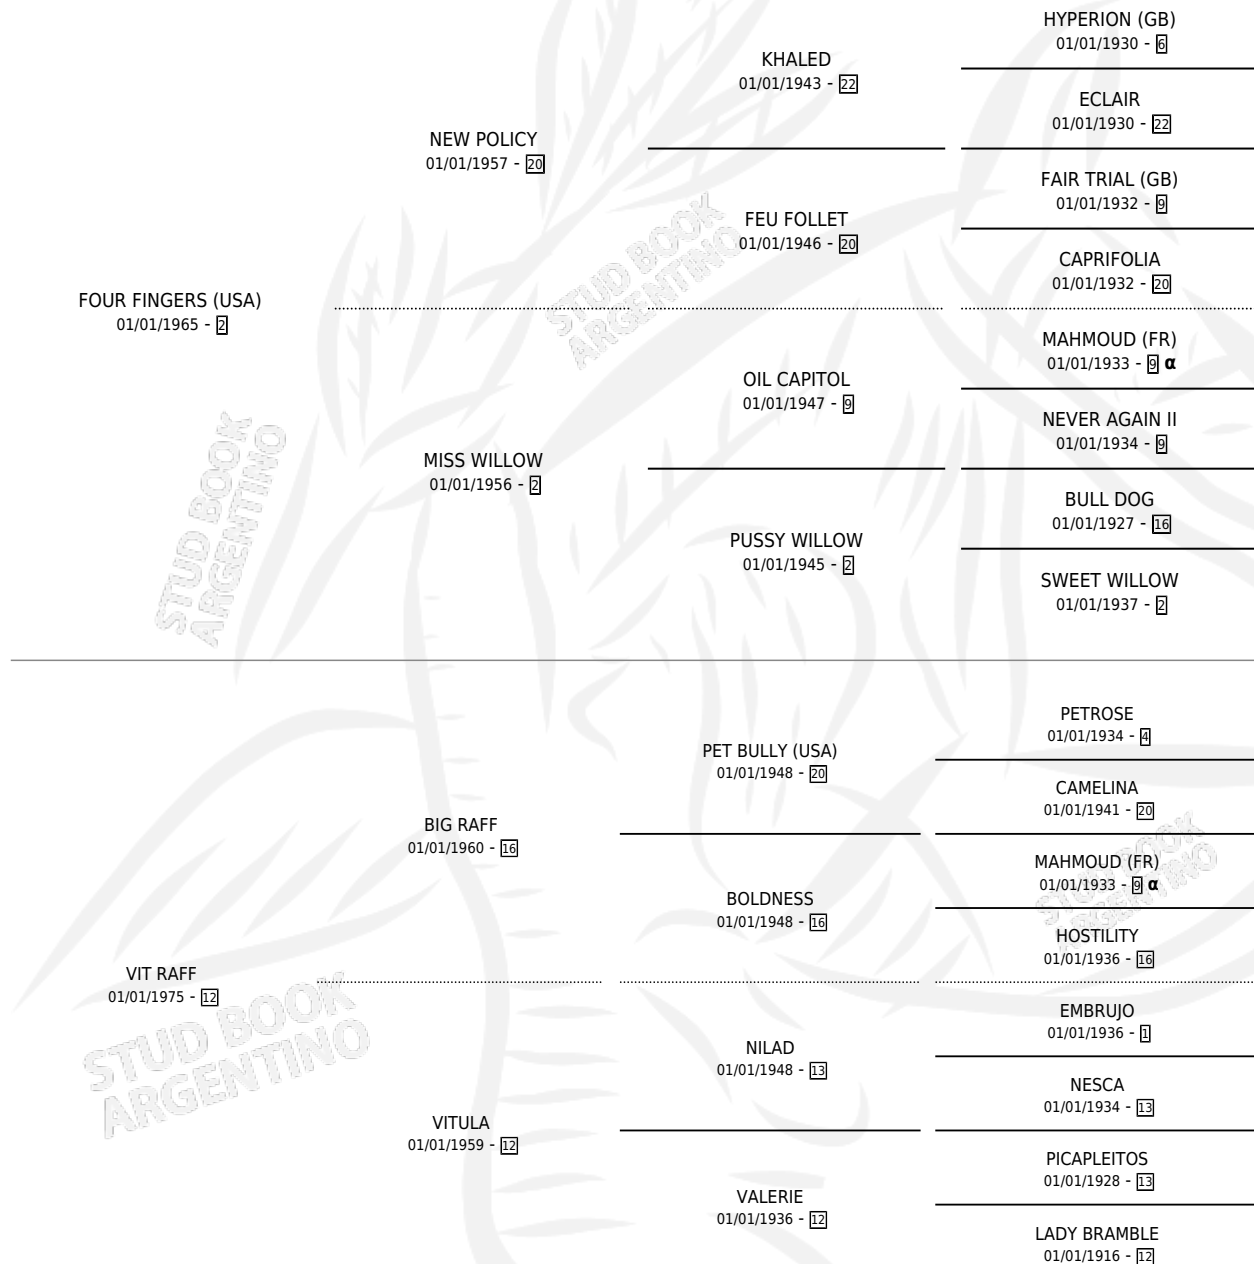 HYPERION (GB)
01/01/1930 - 6
KHALED
01/01/1943 - 22
ECLAIR
01/01/1930 - 22
NEW POLICY
01/01/1957 - 20
FAIR TRIAL (GB)
01/01/1932 - 9
FEU FOLLET
01/01/1946 - 20
CAPRIFOLIA
01/01/1932 - 20
FOUR FINGERS (USA)
01/01/1965 - 2
MAHMOUD (FR)
01/01/1933 - 9 α
OIL CAPITOL
01/01/1947 - 9
NEVER AGAIN II
01/01/1934 - 9
MISS WILLOW
01/01/1956 - 2
BULL DOG
01/01/1927 - 16
PUSSY WILLOW
01/01/1945 - 2
SWEET WILLOW
01/01/1937 - 2
PETROSE
01/01/1934 - 4
PET BULLY (USA)
01/01/1948 - 20
CAMELINA
01/01/1941 - 20
BIG RAFF
01/01/1960 - 16
MAHMOUD (FR)
01/01/1933 - 9 α
BOLDNESS
01/01/1948 - 16
HOSTILITY
01/01/1936 - 16
VIT RAFF
01/01/1975 - 12
EMBRUJO
01/01/1936 - 1
NILAD
01/01/1948 - 13
NESCA
01/01/1934 - 13
VITULA
01/01/1959 - 12
PICAPLEITOS
01/01/1928 - 13
VALERIE
01/01/1936 - 12
LADY BRAMBLE
01/01/1916 - 12
STUD BOOK
ARGENTINO
STUD BOOK
ARGENTINO
STUD BOOK
ARGENTINO
STUD BOOK
ARGENTINO